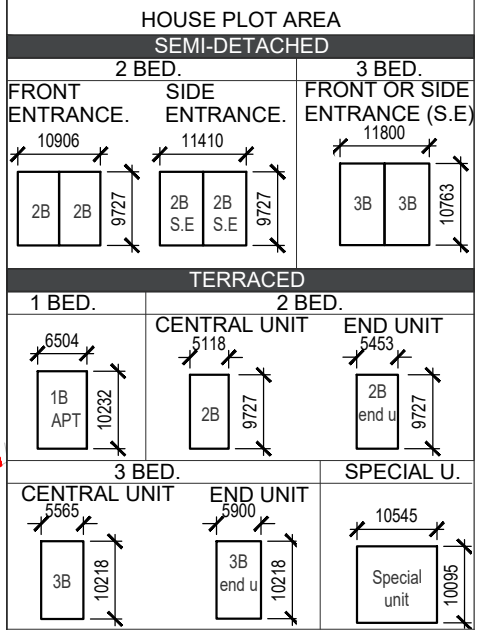 HOUSE PLOT AREA
SEMI-DETACHED
2 BED.
3 BED.
FRONT
ENTRANCE.
SIDE
ENTRANCE.
FRONT OR SIDE
ENTRANCE (S.E)
10906
2B
2B
9727
11410
2B
S.E
2B
S.E
9727
11800
3B
3B
10763
TERRACED
1 BED.
2 BED.
6504
1B
APT
10232
CENTRAL UNIT
5118
2B
9727
END UNIT
5453
2B
end u
9727
3 BED.
SPECIAL U.
CENTRAL UNIT
5565
3B
10218
END UNIT
5900
3B
end u
10218
10545
Special
unit
10095